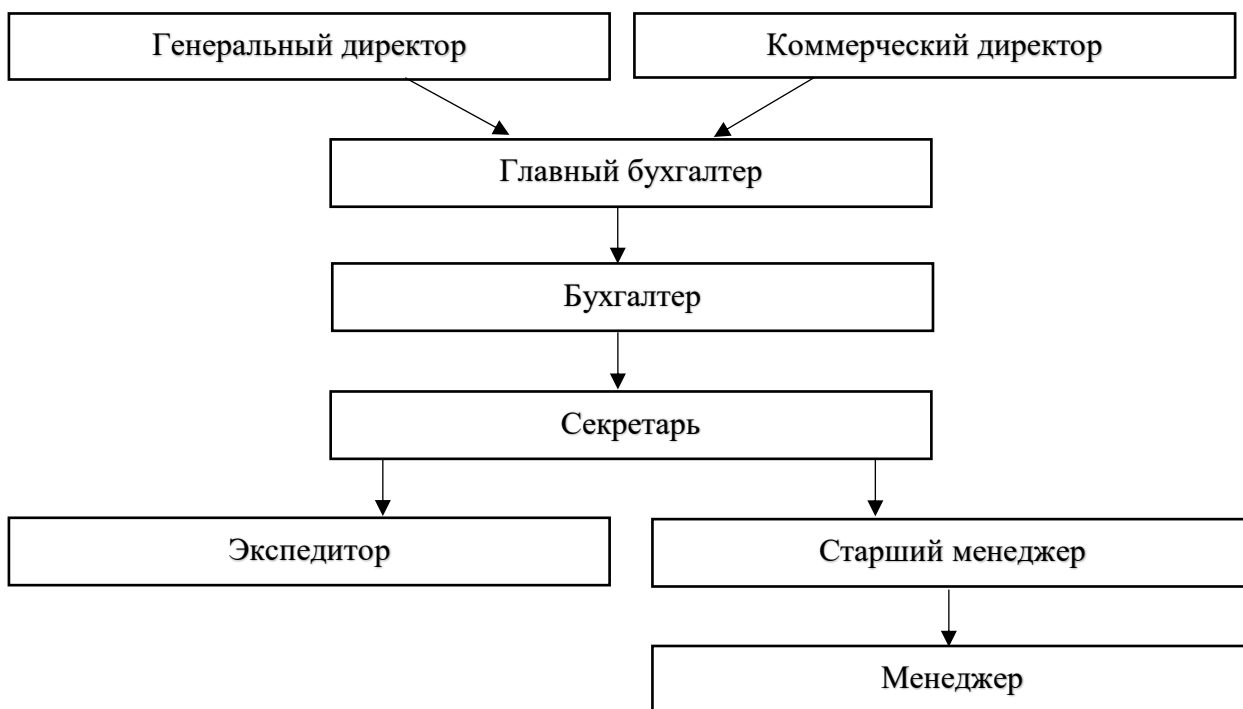 Генеральный директор
Коммерческий директор
Главный бухгалтер
Бухгалтер
Секретарь
Экспедитор
Старший менеджер
Менеджер